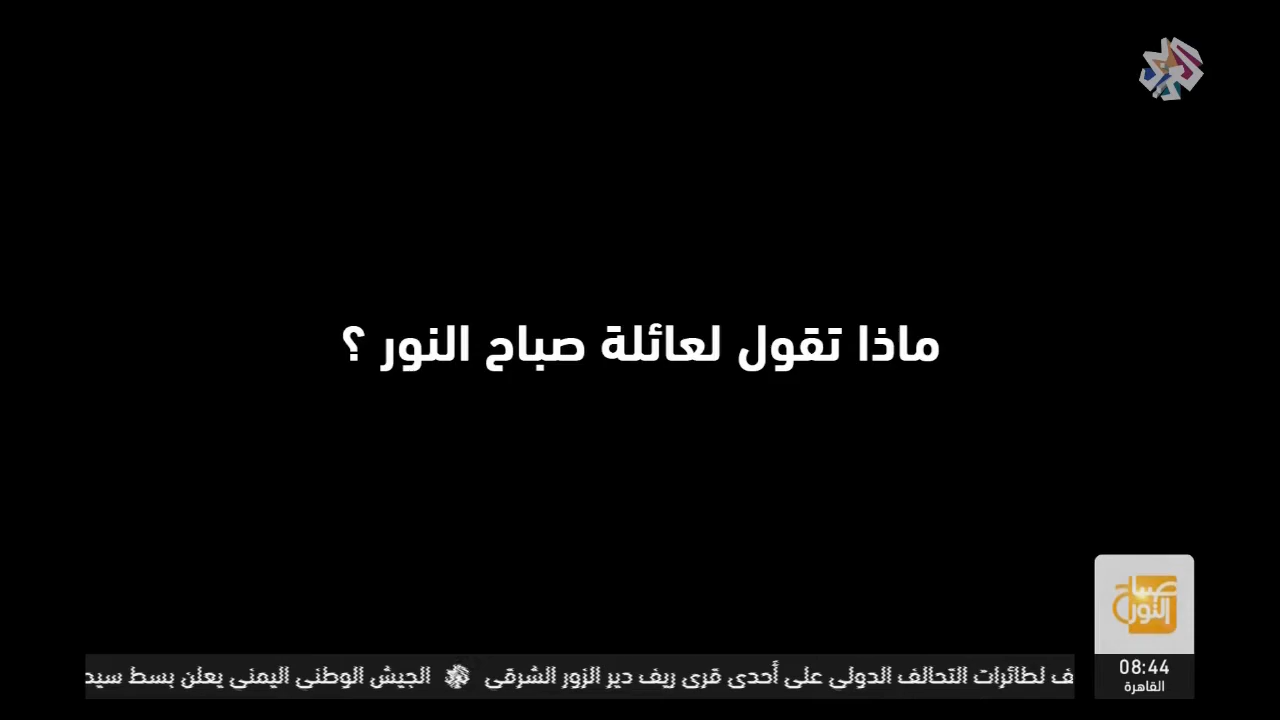 ماذا تقول لعائلة صباح النور ؟
صباح
النور
08:44
القاهرة
لطائرات التحالف الدولى على أحدى قرى ريف دير الزور الشرقى الجيش الوطنى اليمنى يعلن بسط